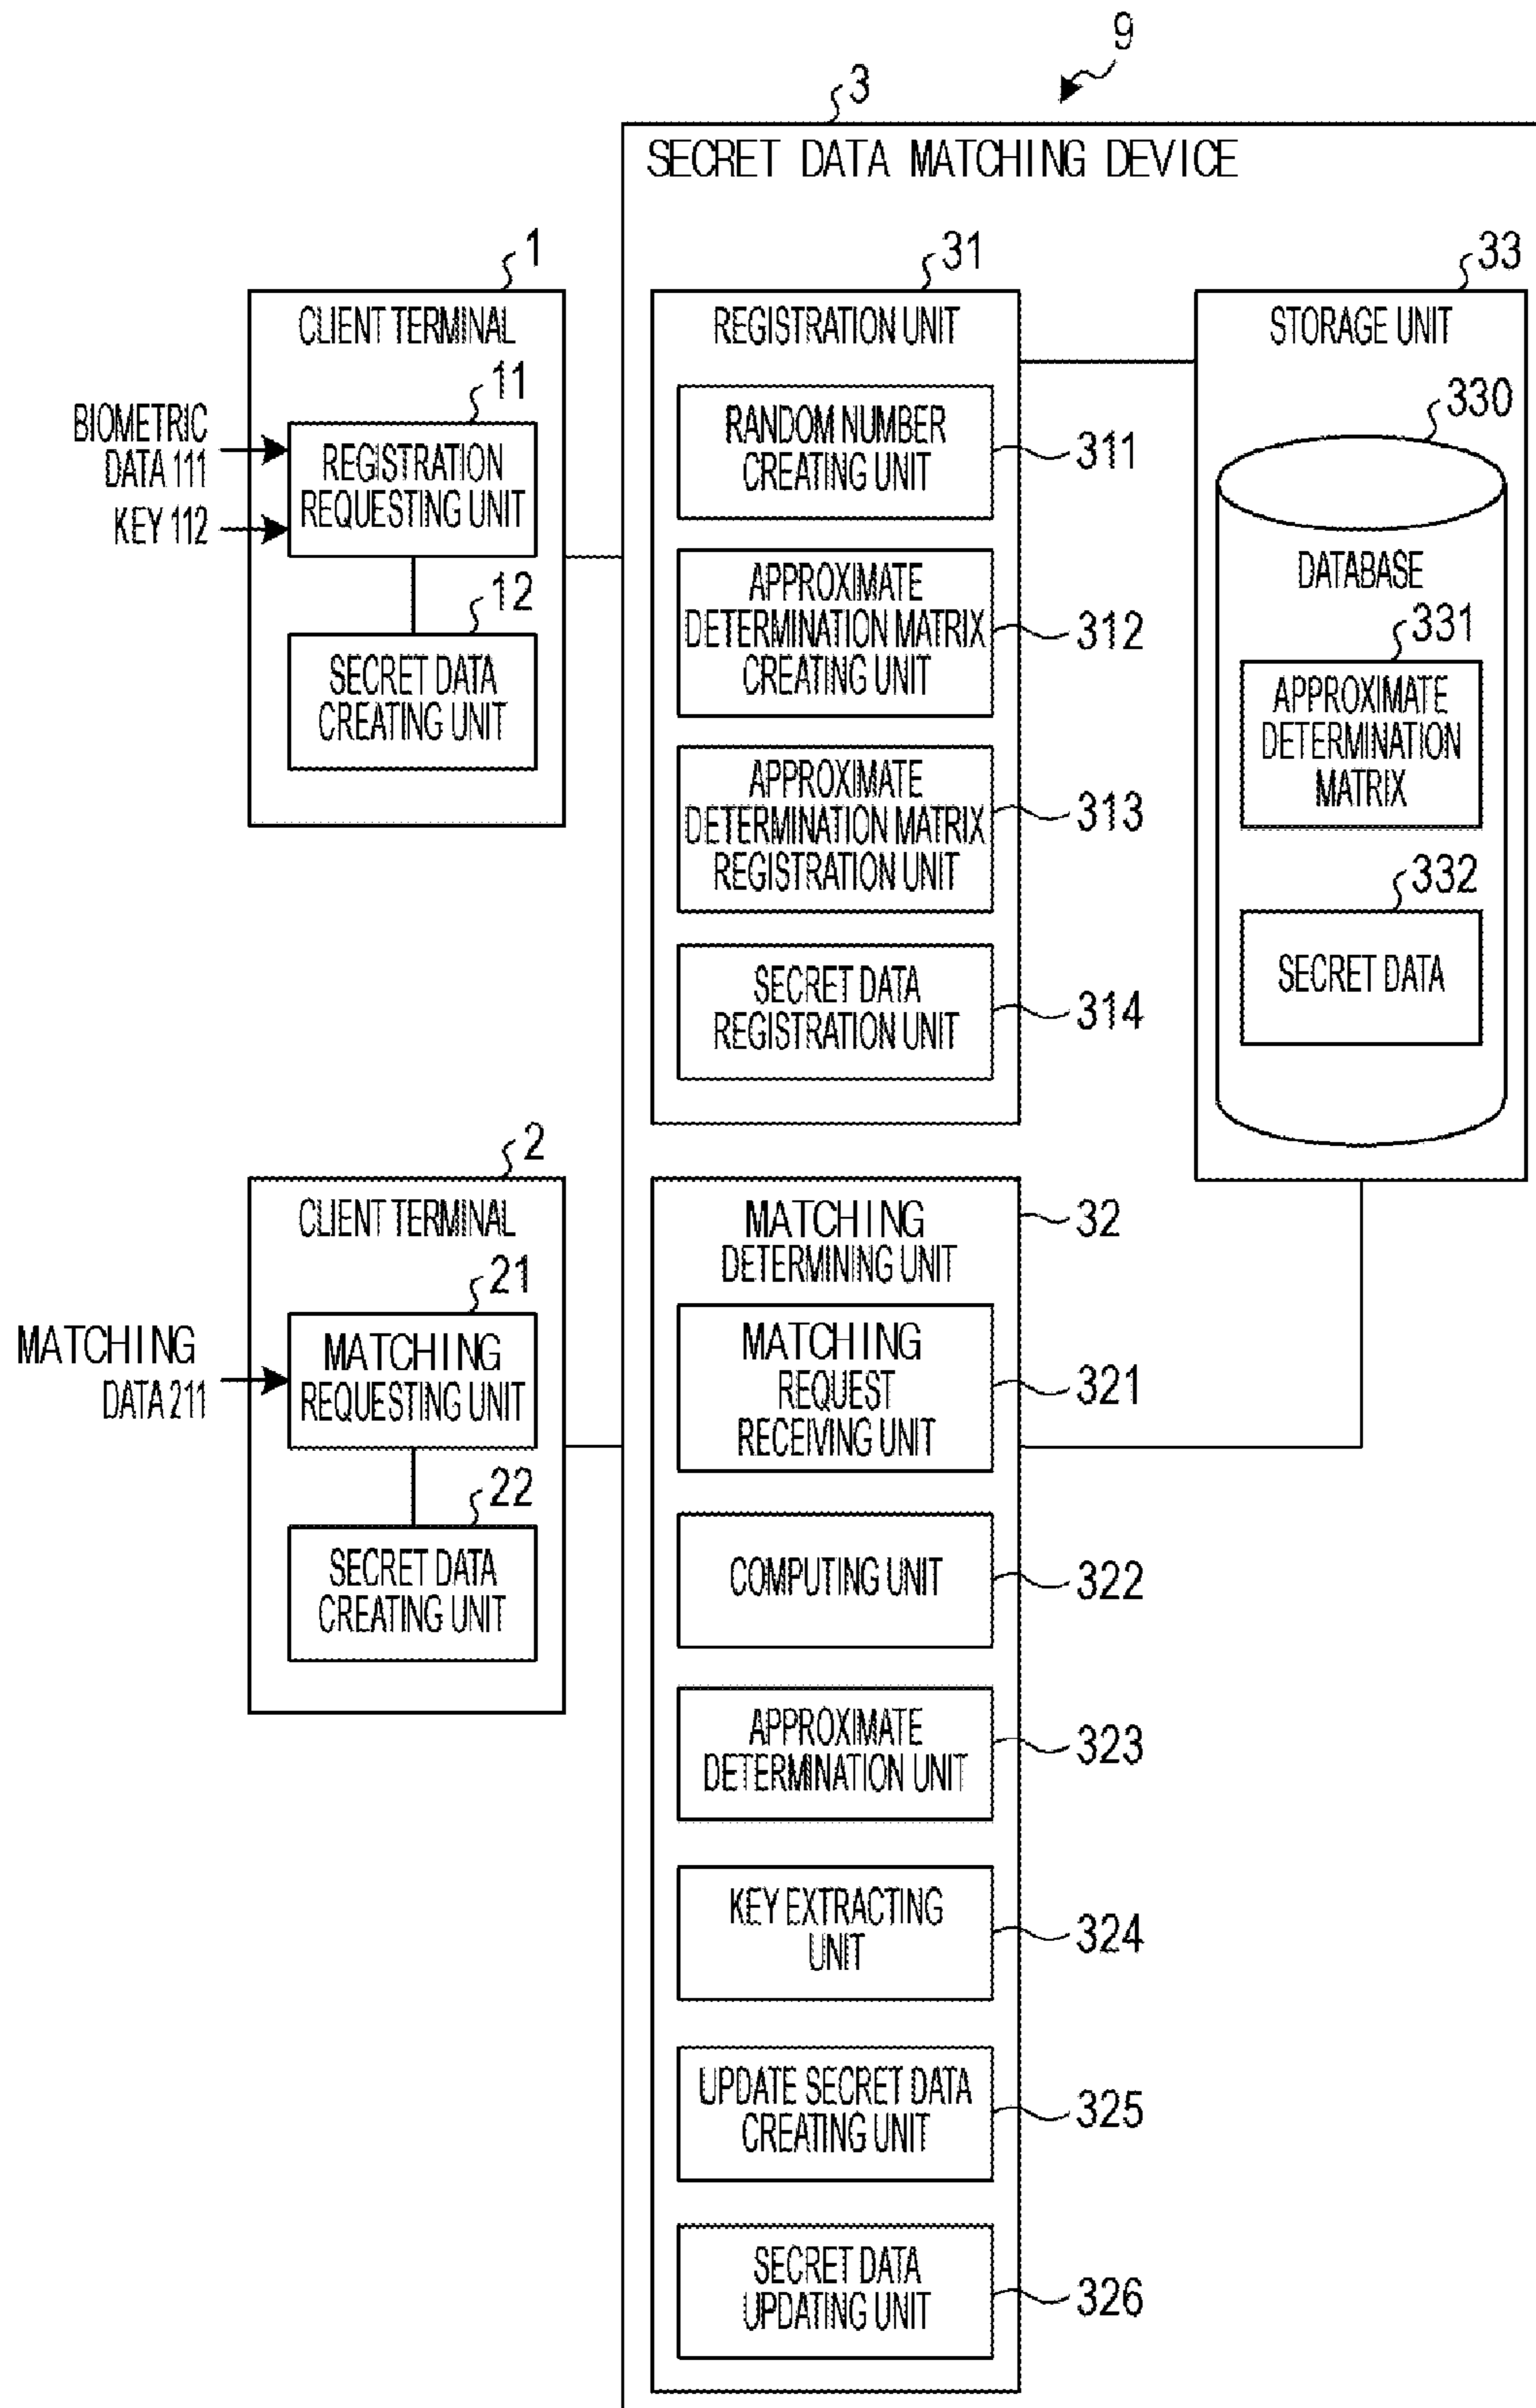 9
3
SECRET DATA MATCHING DEVICE
1
CLIENT TERMINAL
11
BIOMETRIC
DATA 111
KEY 112
REGISTRATION
REQUESTING UNIT
12
SECRET DATA
CREATING UNIT
31
REGISTRATION UNIT
RANDOM NUMBER
CREATING UNIT
311
APPROXIMATE
DETERMINATION MATRIX
CREATING UNIT
312
APPROXIMATE
DETERMINATION MATRIX
REGISTRATION UNIT
313
SECRET DATA
REGISTRATION UNIT
314
33
STORAGE UNIT
330
DATABASE
331
APPROXIMATE
DETERMINATION
MATRIX
332
SECRET DATA
2
CLIENT TERMINAL
21
MATCHING
DATA 211
MATCHING
REQUESTING UNIT
22
SECRET DATA
CREATING UNIT
MATCHING
DETERMINING UNIT
32
MATCHING
REQUEST
RECEIVING UNIT
321
COMPUTING UNIT
322
APPROXIMATE
DETERMINATION UNIT
323
KEY EXTRACTING
UNIT
324
UPDATE SECRET DATA
CREATING UNIT
325
SECRET DATA
UPDATING UNIT
326